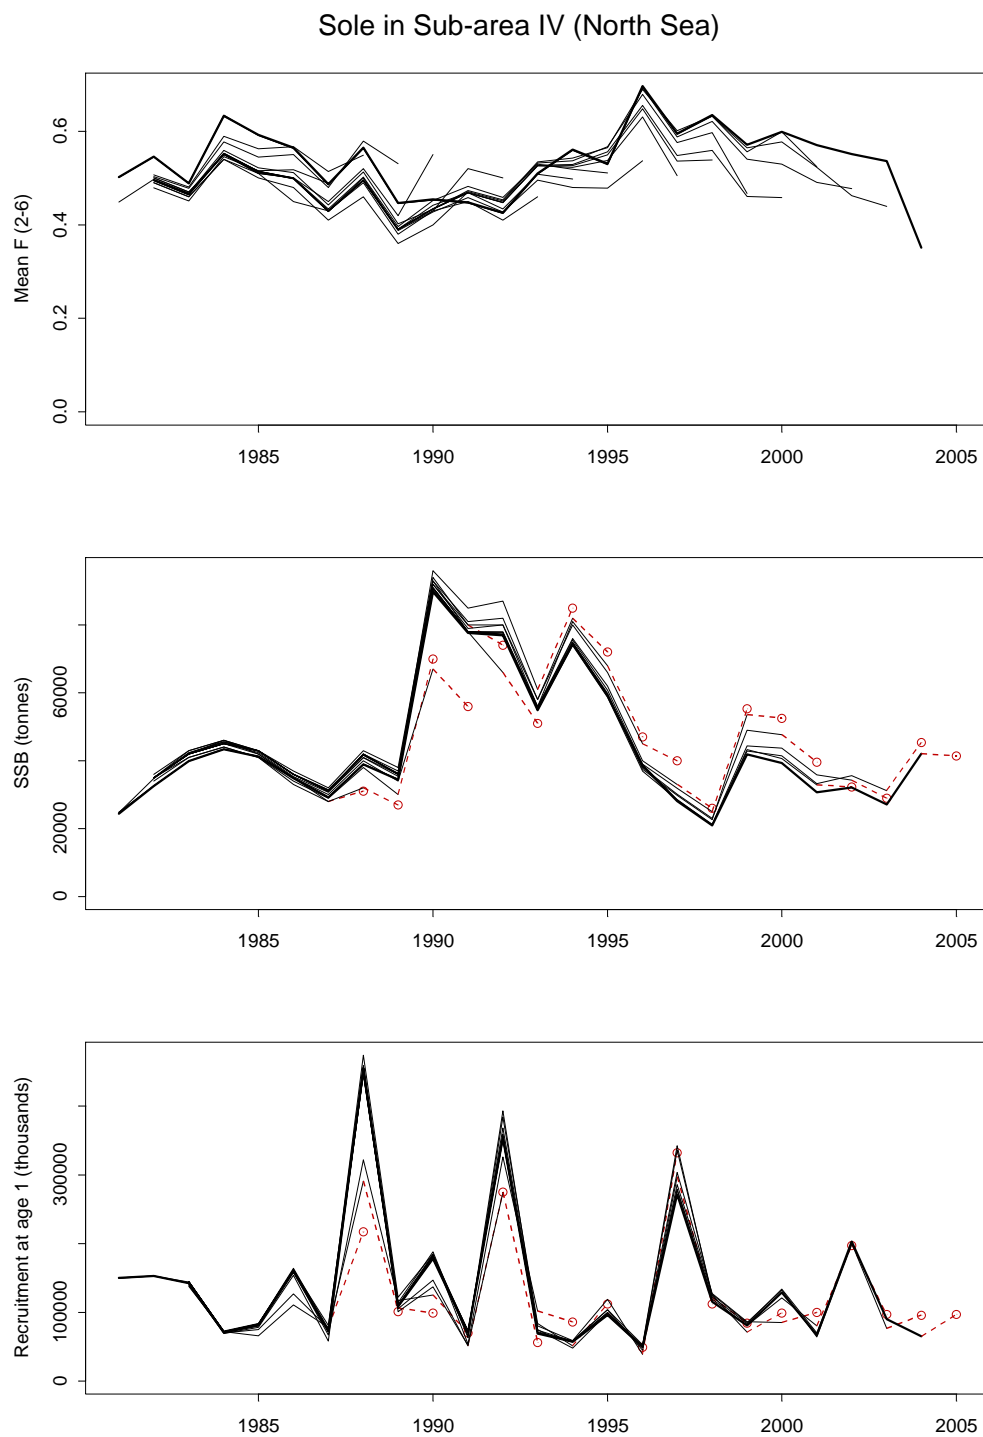 Sole in Sub-area IV (North Sea)
Mean F (2-6)
0.0 0.2 0.4 0.6
1985 1990 1995 2000 2005
SSB (tonnes)
0 20000 60000
1985 1990 1995 2000 2005
Recruitment at age 1 (thousands)
0 100000 300000
1985 1990 1995 2000 2005